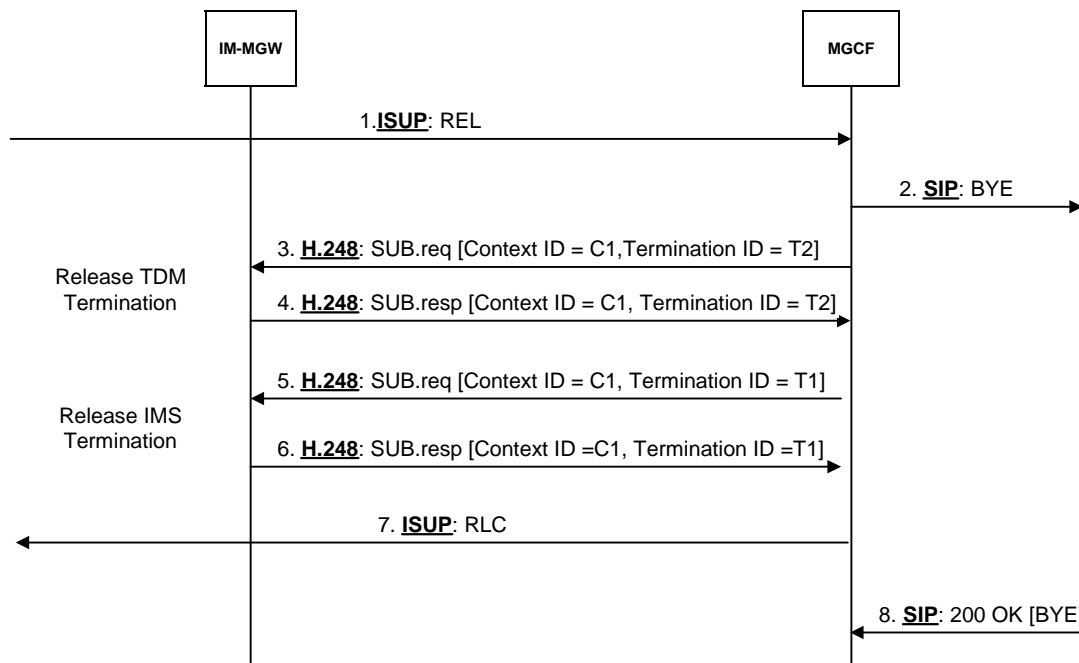 IM-MGW
MGCF
1.ISUP: REL
2. SIP: BYE
3. H.248: SUB.req [Context ID = C1,Termination ID = T2]
Release TDM
Termination
4. H.248: SUB.resp [Context ID = C1, Termination ID = T2]
5. H.248: SUB.req [Context ID = C1, Termination ID = T1]
Release IMS
Termination
6. H.248: SUB.resp [Context ID =C1, Termination ID =T1]
7. ISUP: RLC
8. SIP: 200 OK [BYE]